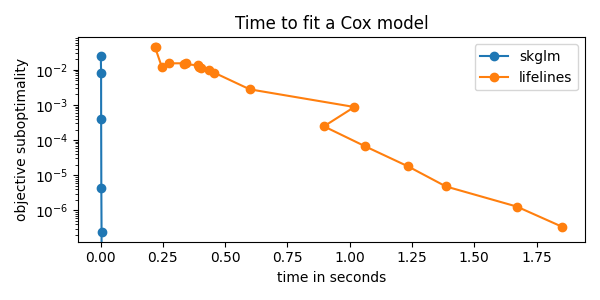 Time to fit a Cox model
objective suboptimality
10⁻²
10⁻³
10⁻⁴
10⁻⁵
10⁻⁶
skglm
lifelines
0.00 0.25 0.50 0.75 1.00 1.25 1.50 1.75
time in seconds